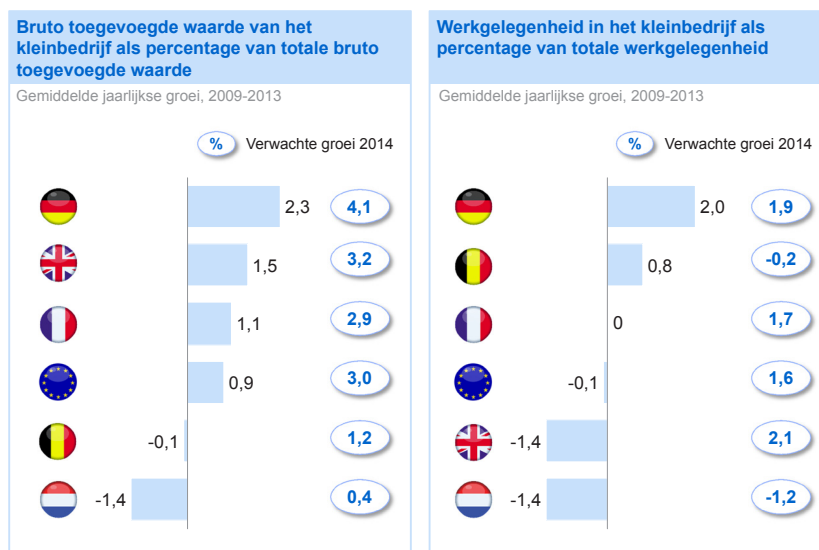 Bruto toegevoegde waarde van het
kleinbedrijf als percentage van totale bruto
toegevoegde waarde
Gemiddelde jaarlijkse groei, 2009-2013
% Verwachte groei 2014
2,3 4,1
1,5 3,2
1,1 2,9
0,9 3,0
-0,1 1,2
-1,4 0,4
Werkgelegenheid in het kleinbedrijf als
percentage van totale werkgelegenheid
Gemiddelde jaarlijkse groei, 2009-2013
% Verwachte groei 2014
2,0 1,9
0,8 -0,2
0 1,7
-0,1 1,6
-1,4 2,1
-1,4 -1,2